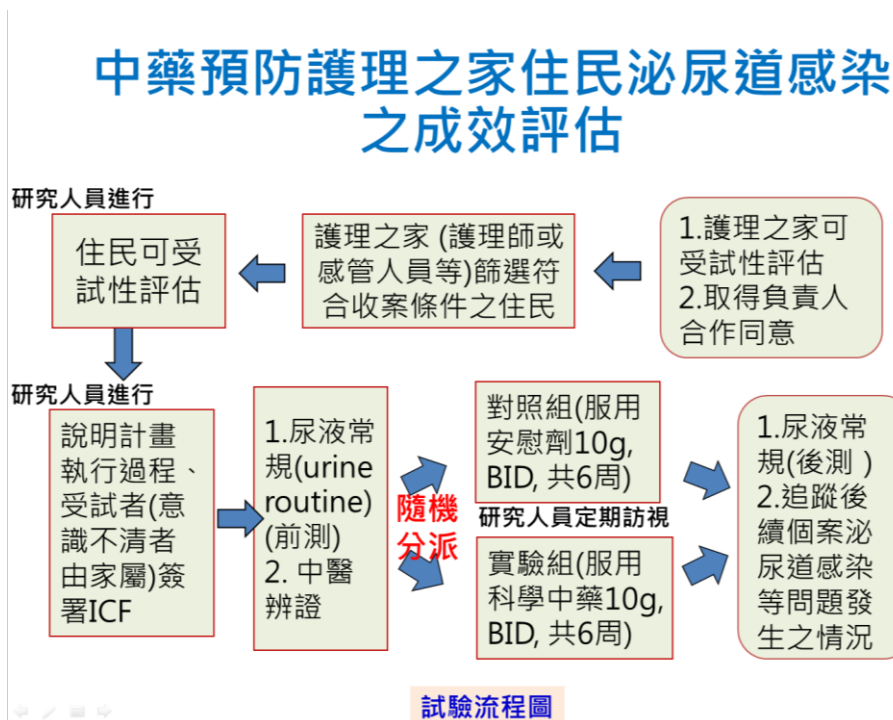 中藥預防護理之家住民泌尿道感染
之成效評估
研究人員進行
住民可受
試性評估
護理之家 (護理師或
感管人員等)篩選符
合收案條件之住民
1.護理之家可
受試性評估
2.取得負責人
合作同意
研究人員進行
說明計畫
執行過程、
受試者(意
識不清者
由家屬)簽
署ICF
1.尿液常
規(urine
routine)
(前測)
2. 中醫
辨證
隨機
分派
對照組(服用
安慰劑10g,
BID, 共6周)
研究人員定期訪視
實驗組(服用
科學中藥10g,
BID, 共6周)
1.尿液常
規(後測 )
2.追蹤後
續個案泌
尿道感染
等問題發
生之情況
試驗流程圖